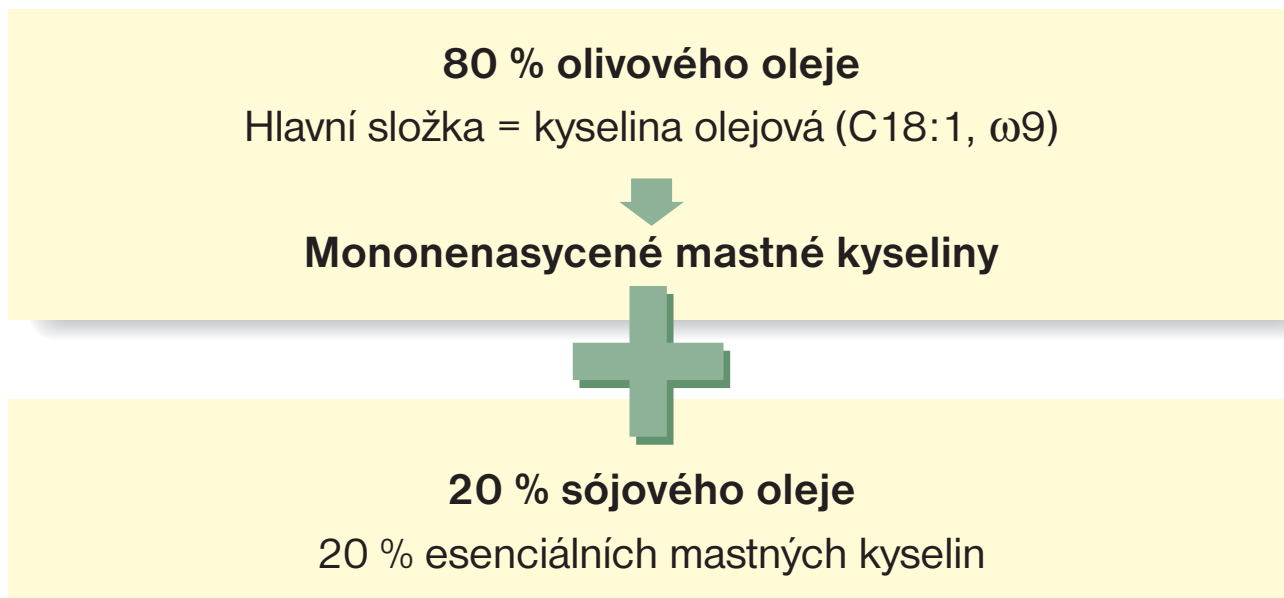 80 % olivového oleje
Hlavní složka = kyselina olejová (C18:1, ω9)
Mononenasycené mastné kyseliny
20 % sójového oleje
20 % esenciálních mastných kyselin